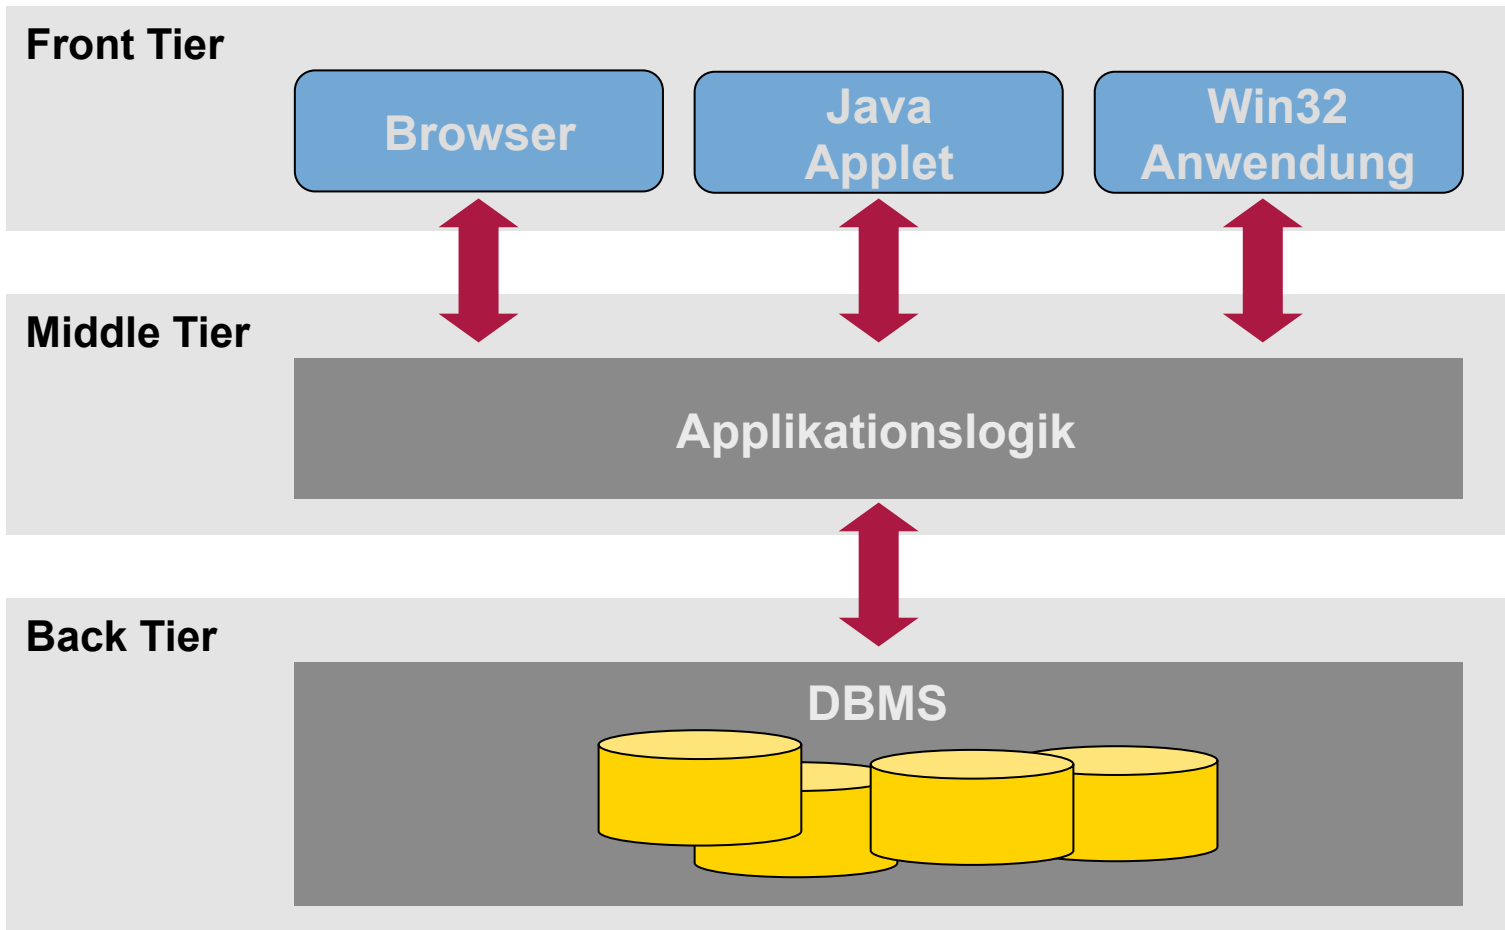 Front Tier
Browser
Java
Applet
Win32
Anwendung
Middle Tier
Applikationslogik
Back Tier
DBMS